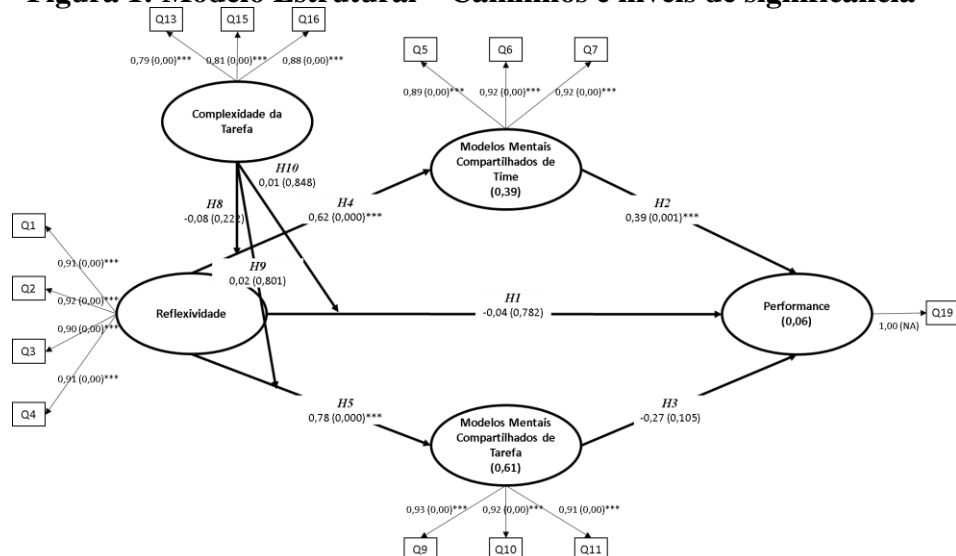 Figura 1: Modelo Estrutural – Caminhos e níveis de significância
Q13 Q15 Q16
0,79 (0,00)*** 0,81 (0,00)*** 0,88 (0,00)***
Complexidade da
Tarefa
Q5 Q6 Q7
0,89 (0,00)*** 0,92 (0,00)*** 0,92 (0,00)***
Modelos Mentais
Compartilhados de
Time
(0,39)
H10
0,01 (0,848)
H8
-0,08 (0,222)
H4
0,62 (0,000)***
H2
0,39 (0,001)***
H9
0,02 (0,801)
Q1
0,91 (0,00)***
Q2
0,92 (0,00)***
Q3
0,90 (0,00)***
Q4
0,91 (0,00)***
Reflexividade
H1
-0,04 (0,782)
Performance
(0,06)
1,00 (NA)
Q19
H5
0,78 (0,000)***
H3
-0,27 (0,105)
Modelos Mentais
Compartilhados de
Tarefa
(0,61)
0,93 (0,00)*** 0,92 (0,00)*** 0,91 (0,00)***
Q9 Q10 Q11